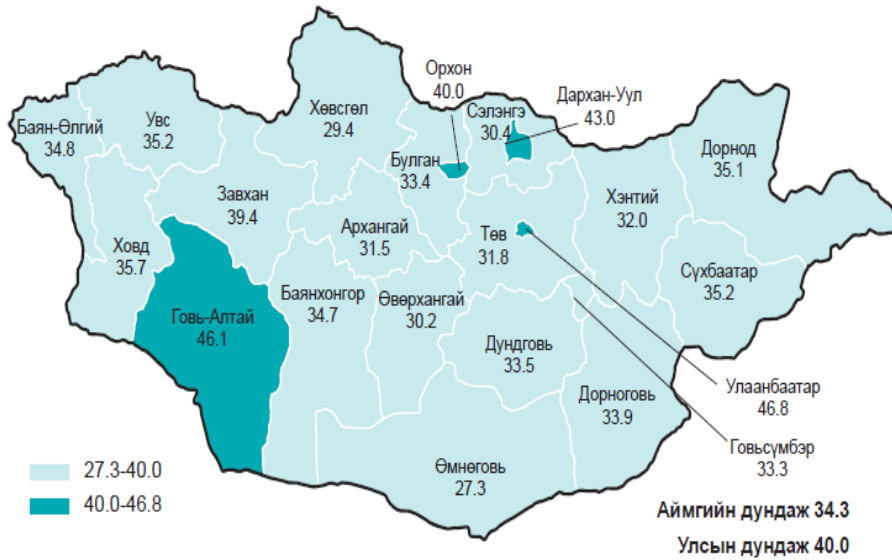 Орхон
40.0
Дархан-Уул
43.0
Сэлэнгэ
30.4
Хөвсгөл
29.4
Увс
35.2
Баян-Өлгий
34.8
Дорнод
35.1
Булган
33.4
Завхан
39.4
Хэнтий
32.0
Архангай
31.5
Төв
31.8
Ховд
35.7
Сүхбаатар
35.2
Баянхонгор
34.7
Өвөрхангай
30.2
Говь-Алтай
46.1
Дундговь
33.5
Улаанбаатар
46.8
Дорноговь
33.9
Говьсүмбэр
33.3
Өмнөговь
27.3
27.3-40.0
40.0-46.8
Аймгийн дундаж 34.3
Улсын дундаж 40.0